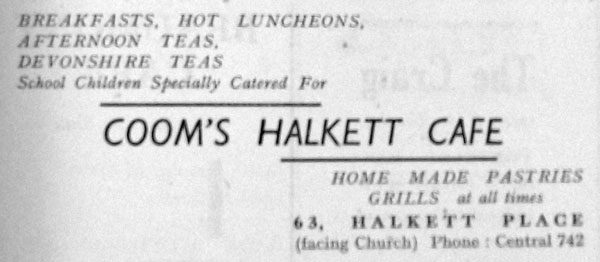 BREAKFASTS, HOT LUNCHEONS,
AFTERNOON TEAS,
DEVONSHIRE TEAS
School Children Specially Catered For
COOM'S HALKETT CAFE
HOME MADE PASTRIES
GRILLS at all times
63, HALKETT PLACE
(facing Church) Phone : Central 742